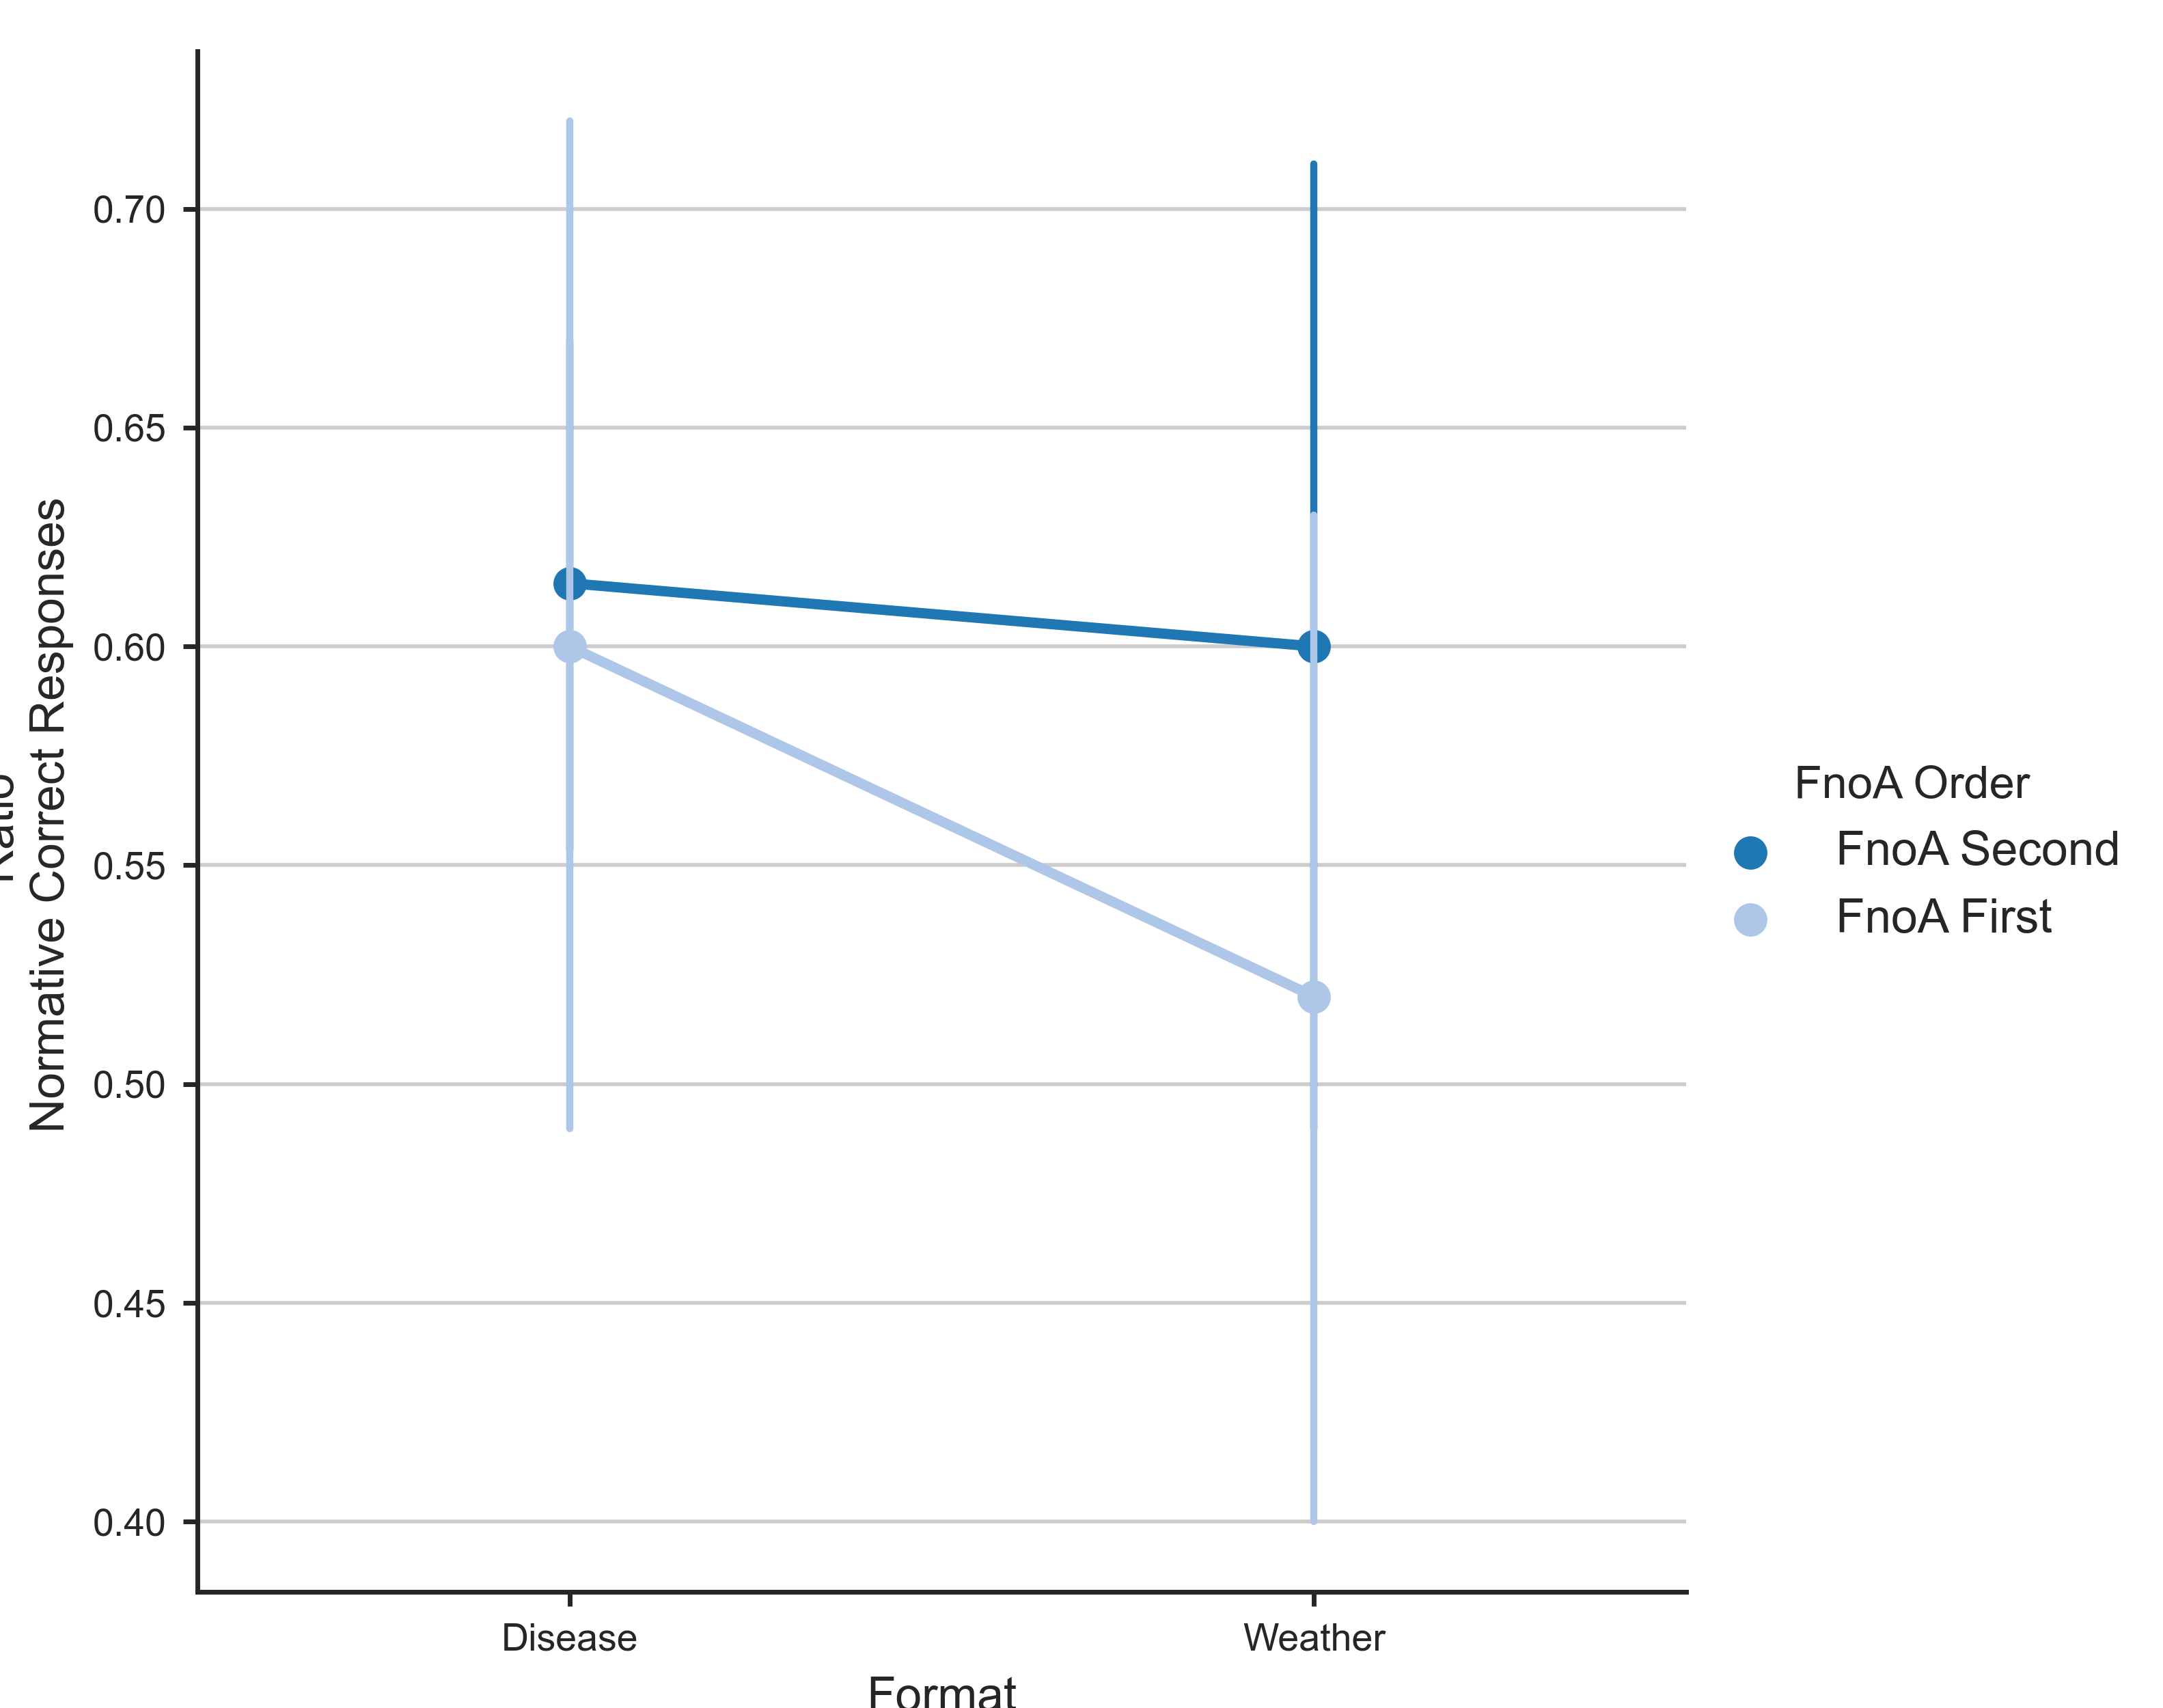 0.70
0.65
0.60
0.55
0.50
0.45
0.40
Normative Correct Responses
Disease
Weather
Format
FnoA Order
FnoA Second
FnoA First